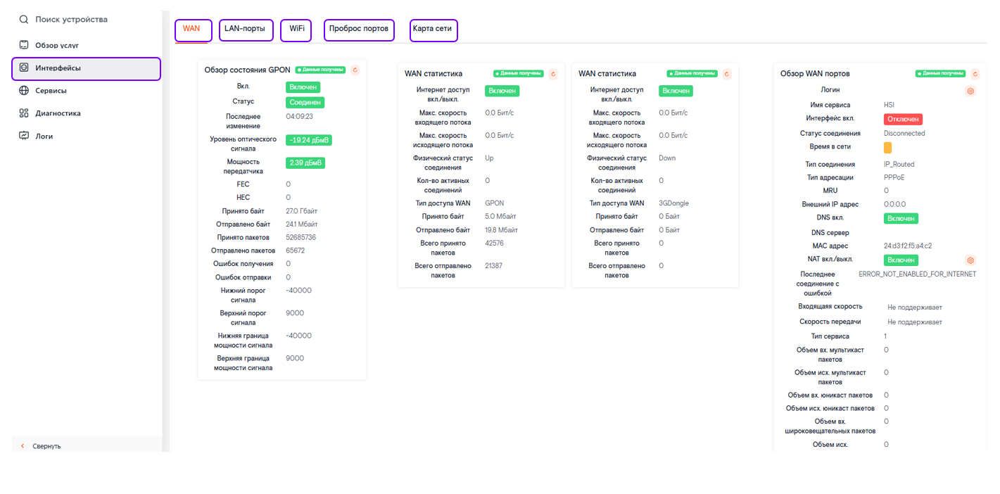 Поиск устройства
Обзор услуг
Интерфейсы
Сервисы
Диагностика
Логи
Свернуть
WAN LAN-порты WiFi Проброс портов Карта сети
Обзор состояния GPON Данные получены
Вкл. Включен
Статус Соединен
Последнее 04:09:23
изменение
Уровень оптического -19.24 дБмВ
сигнала
Мощность 2.39 дБмВ
передатчика
FEC 0
HEC 0
Принято байт 27.0 Гбайт
Отправлено байт 24.1 Мбайт
Принято пакетов 52685736
Отправлено пакетов 65672
Ошибок получения 0
Ошибок отправки 0
Нижний порог -40000
сигнала
Верхний порог 9000
сигнала
Нижняя граница -40000
мощности сигнала
Верхняя граница 9000
мощности сигнала
WAN статистика Данные получены
Интернет доступ Включен
вкл./выкл.
Макс. скорость 0.0 Бит/с
входящего потока
Макс. скорость 0.0 Бит/с
исходящего потока
Физический статус Up
соединения
Кол-во активных 0
соединений
Тип доступа WAN GPON
Принято байт 5.0 Мбайт
Отправлено байт 19.8 Мбайт
Всего принято 42576
пакетов
Всего отправлено 21387
пакетов
WAN статистика Данные получены
Интернет доступ Включен
вкл./выкл.
Макс. скорость 0.0 Бит/с
входящего потока
Макс. скорость 0.0 Бит/с
исходящего потока
Физический статус Down
соединения
Кол-во активных 0
соединений
Тип доступа WAN 3GDongle
Принято байт 0 Байт
Отправлено байт 0 Байт
Всего принято 0
пакетов
Всего отправлено 0
пакетов
Обзор WAN портов Данные получены
Логин
Имя сервиса HSI
Интерфейс вкл. Отключен
Статус соединения Disconnected
Время в сети
Тип соединения IP_Routed
Тип адресации PPPoE
MRU 0
Внешний IP адрес 0.0.0.0
DNS вкл. Включен
DNS сервер
MAC адрес 24:d3:f2:f5:a4:c2
NAT вкл./выкл. Включен
Последнее ERROR_NOT_ENABLED_FOR_INTERNET
соединение с
ошибкой
Входящаяя скорость Не поддерживает
Скорость передачи Не поддерживает
Тип сервиса 1
Объем вх. мультикаст 0
пакетов
Объем исх. мультикаст 0
пакетов
Объем вх. юникаст пакетов 0
Объем исх. юникаст пакетов 0
Объем вх. 0
широковещательных пакетов
Объем исх. 0